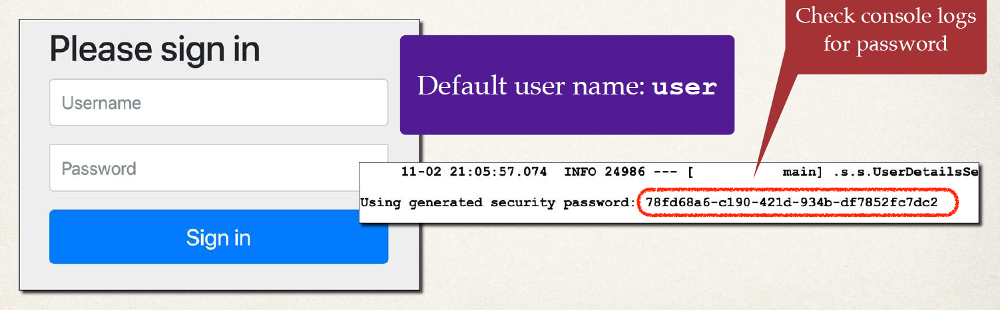 Please sign in
Username
Password
Sign in
Default user name: user
Check console logs
for password
11-02 21:05:57.074 INFO 24986 --- [ main] .s.s.UserDetailsSe
Using generated security password: 78fd68a6-c190-421d-934b-df7852fc7dc2